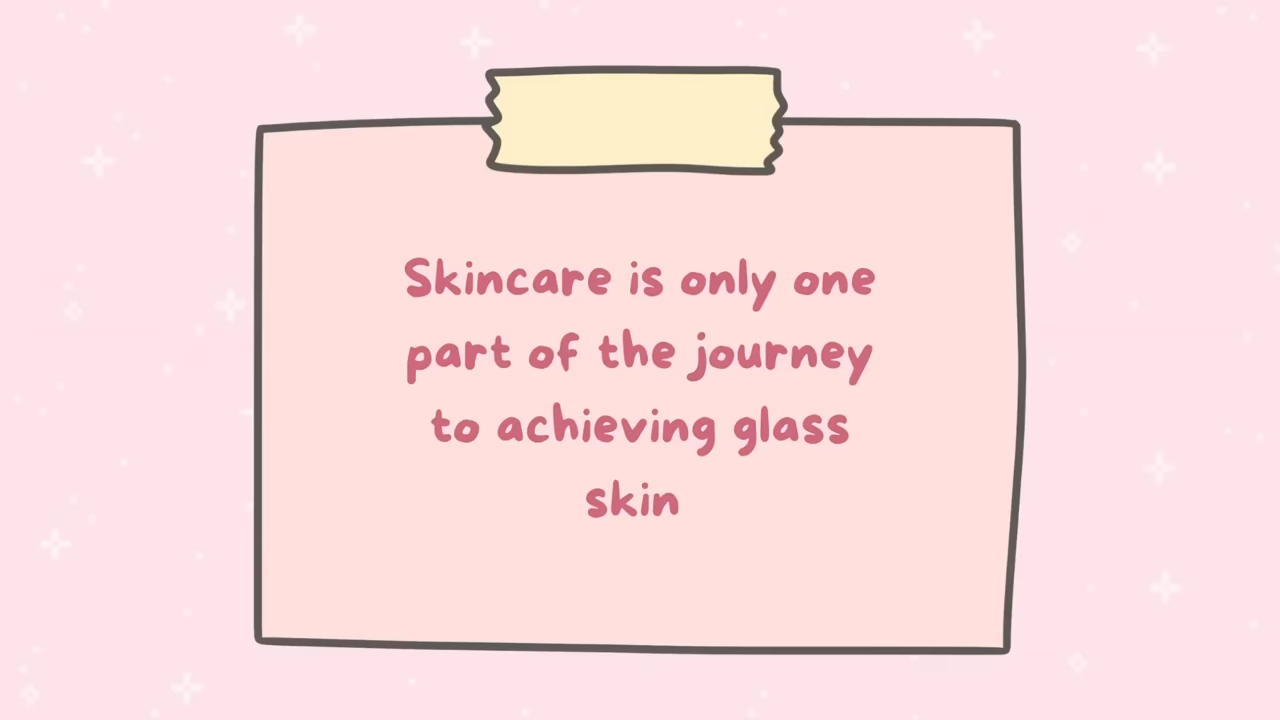 Skincare is only one
part of the journey
to achieving glass
skin